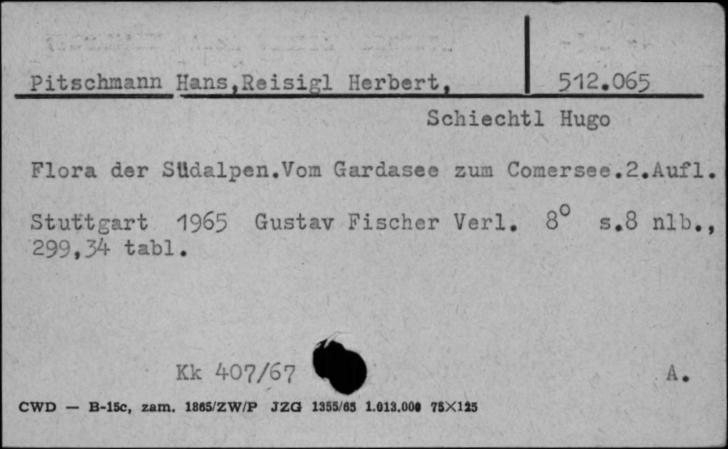 Pitschmann Hans,Reisigl Herbert, 512.065
Schiechtl Hugo
Flora der Südalpen.Vom Gardasee zum Comersee.2.Aufl.
Stuttgart 1965 Gustav Fischer Verl. 8° s.8 nlb.,
299,34 tabl.
Kk 407/67 A.
CWD — B-15c, zam. 1865/ZW/P JZG 1355/65 1.013.000 75×125